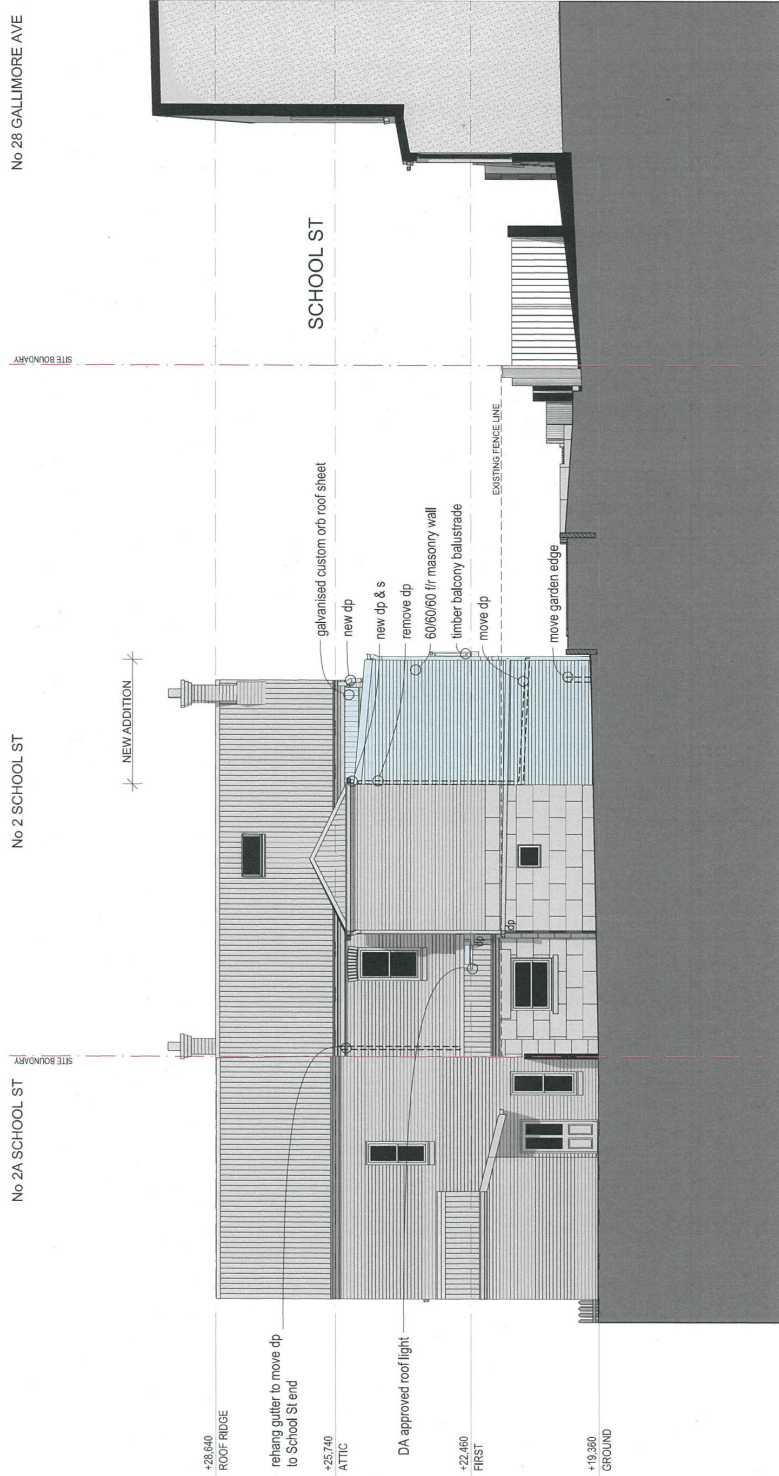 No 2A SCHOOL ST
No 2 SCHOOL ST
No 28 GALLIMORE AVE
SITE BOUNDARY
SITE BOUNDARY
NEW ADDITION
SCHOOL ST
galvanised custom orb roof sheet
new dp
new dp & s
remove dp
60/60/60 f/r masonry wall
timber balcony balustrade
move dp
move garden edge
EXISTING FENCE LINE
dp
dp
rehang gutter to move dp
to School St end
DA approved roof light
+28,640
ROOF RIDGE
+25,740
ATTIC
+22,460
FIRST
+19,360
GROUND